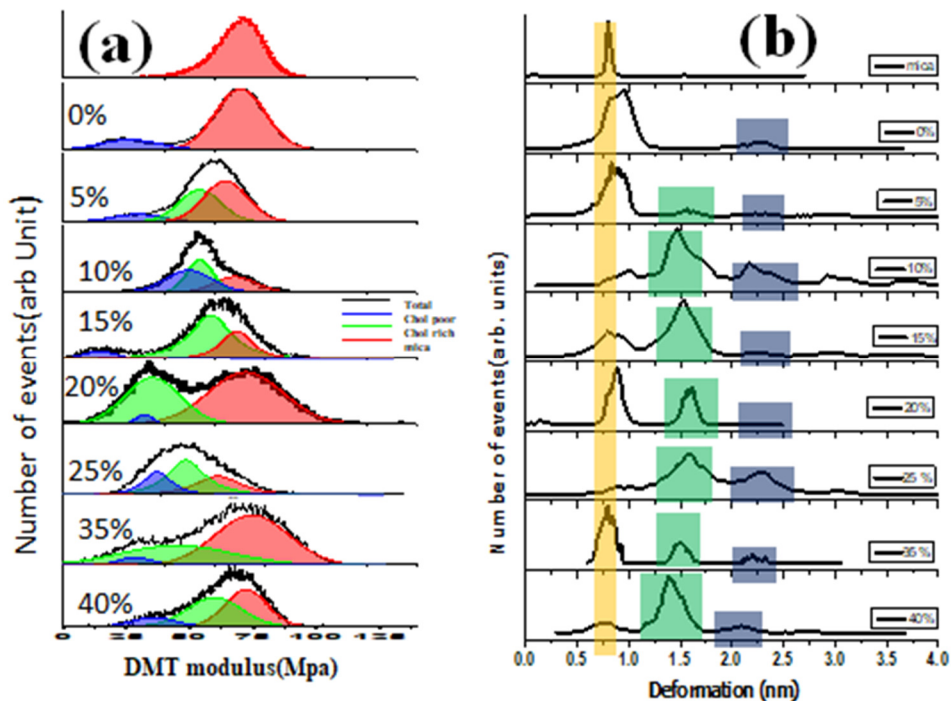 (a)
0%
5%
10%
15%
20%
25%
35%
40%
Total
Chol poor
Chol rich
mica
Number of events(arb Unit)
0 25 50 75 100 125
DMT modulus(Mpa)
(b)
mica
0%
5%
10%
15%
20%
25 %
35 %
40%
Number of events(arb. units)
0.0 0.5 1.0 1.5 2.0 2.5 3.0 3.5 4.0
Deformation (nm)